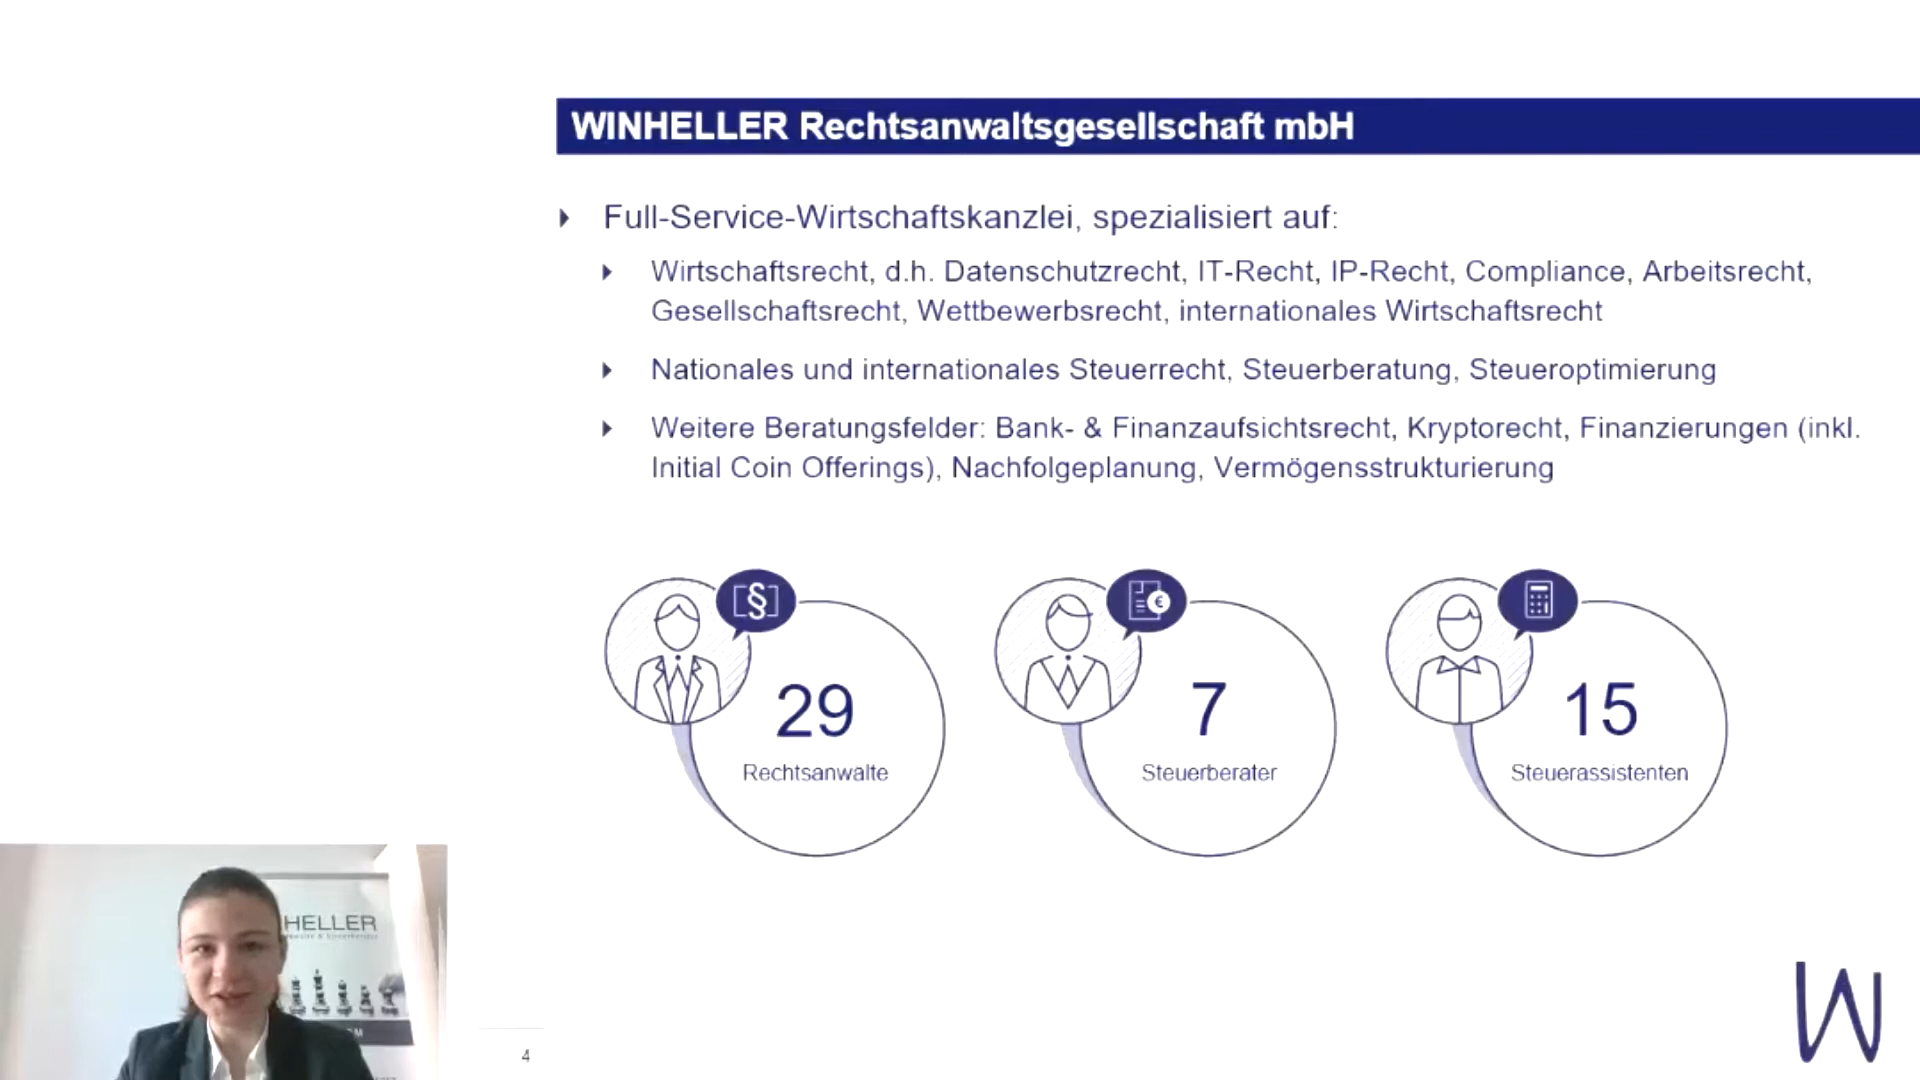 WINHELLER Rechtsanwaltsgesellschaft mbH
Full-Service-Wirtschaftskanzlei, spezialisiert auf:
Wirtschaftsrecht, d.h. Datenschutzrecht, IT-Recht, IP-Recht, Compliance, Arbeitsrecht,
Gesellschaftsrecht, Wettbewerbsrecht, internationales Wirtschaftsrecht
Nationales und internationales Steuerrecht, Steuerberatung, Steueroptimierung
Weitere Beratungsfelder: Bank- & Finanzaufsichtsrecht, Kryptorecht, Finanzierungen (inkl.
Initial Coin Offerings), Nachfolgeplanung, Vermögensstrukturierung
§
€
29
7
15
Rechtsanwalte
Steuerberater
Steuerassistenten
HELLER
4
W